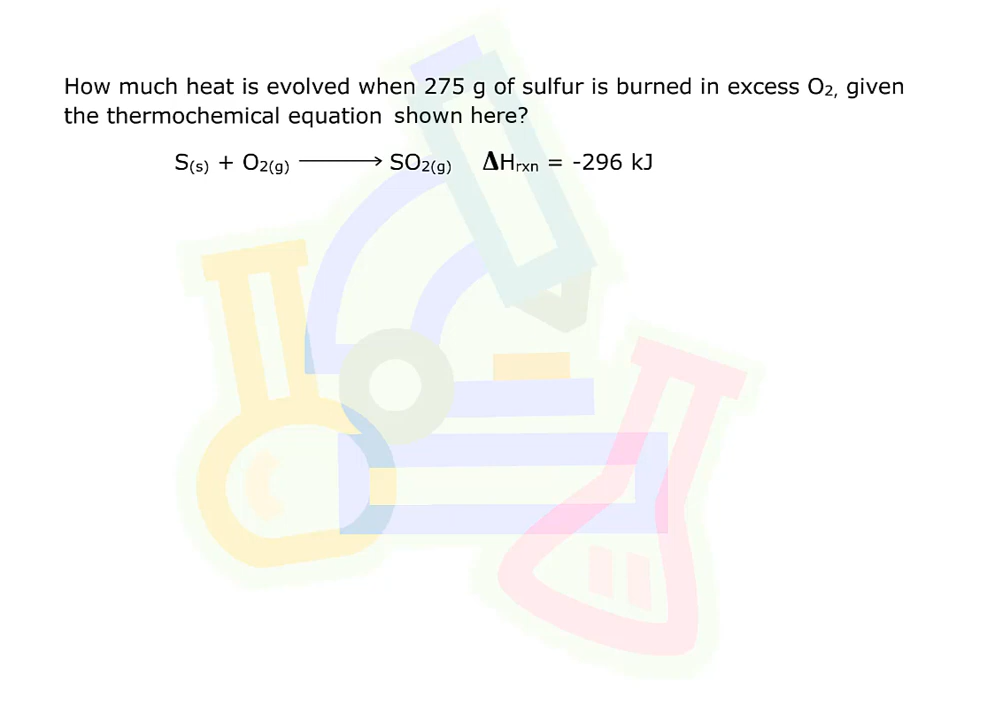 How much heat is evolved when 275 g of sulfur is burned in excess O₂, given
the thermochemical equation shown here?
S(s) + O₂(g) ⟶ SO₂(g) ΔHrxn = -296 kJ